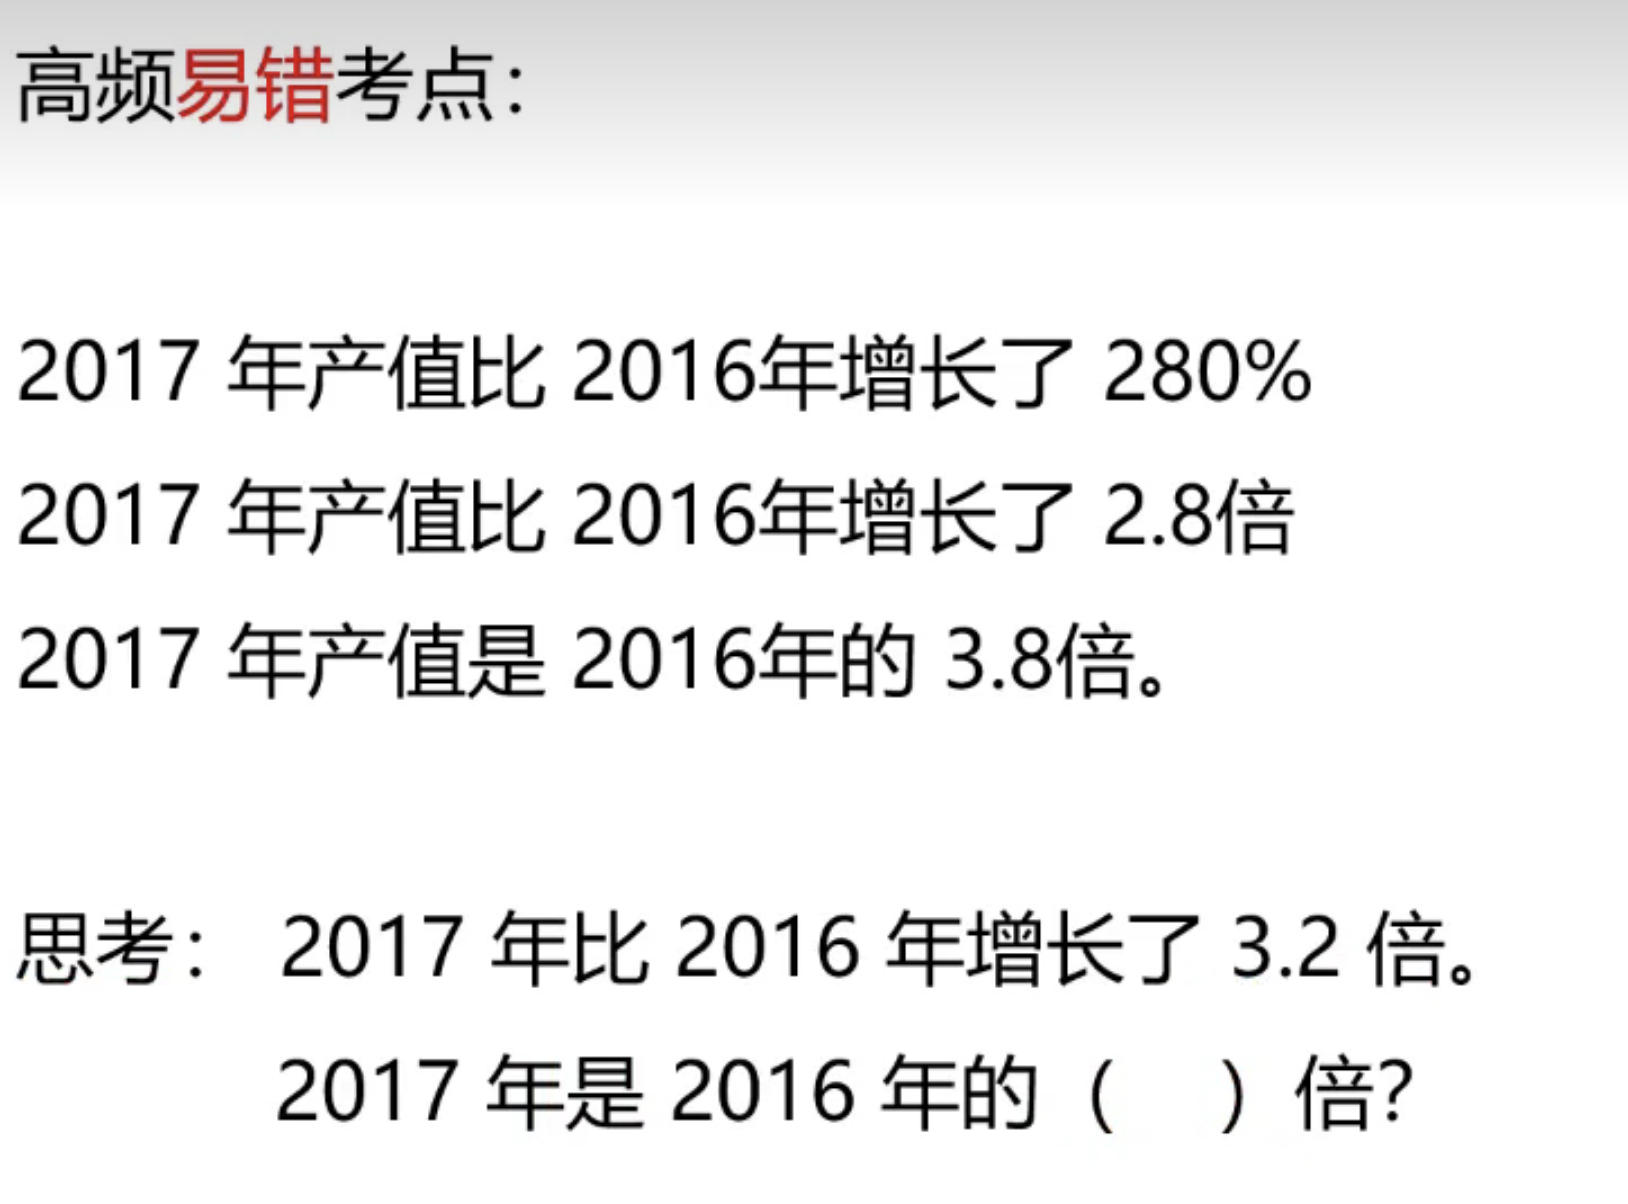 高频易错考点：
2017 年产值比 2016年增长了 280%
2017 年产值比 2016年增长了 2.8倍
2017 年产值是 2016年的 3.8倍。
思考： 2017 年比 2016 年增长了 3.2 倍。
2017 年是 2016 年的（ ）倍？